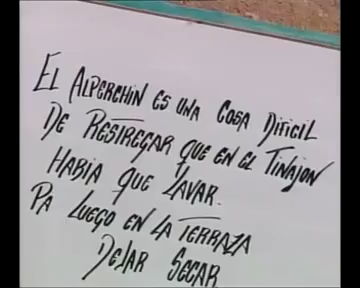 EL ALPERCHIN ES UNA COSA DIFICIL
DE RESTREGAR QUE EN EL TINAJON
HABIA QUE LAVAR.
PA LUEGO EN LA TERRAZA
DEJAR SECAR